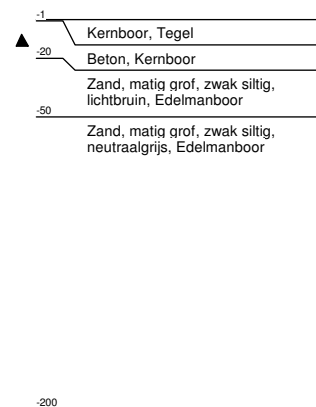 -1
Kernboor, Tegel
-20
Beton, Kernboor
Zand, matig grof, zwak siltig,
lichtbruin, Edelmanboor
-50
Zand, matig grof, zwak siltig,
neutraalgrijs, Edelmanboor
-200